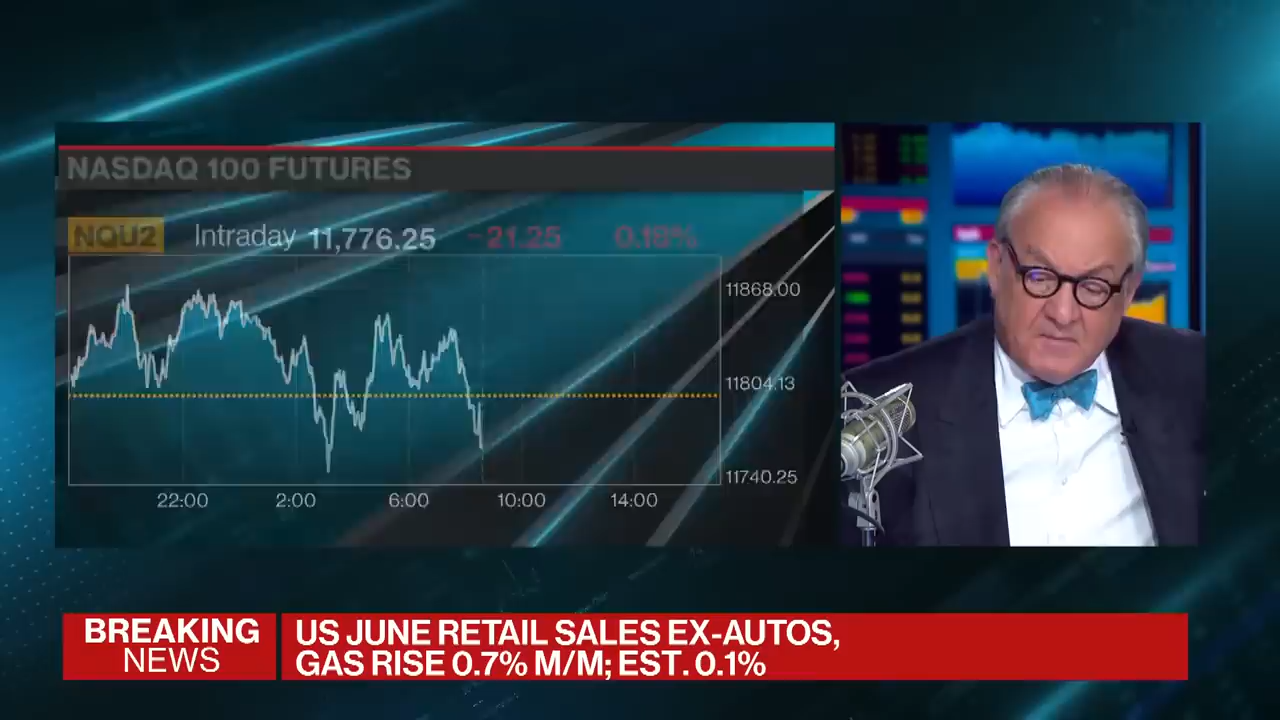 NASDAQ 100 FUTURES
NQU2 Intraday 11,776.25 -21.25 0.18%
11868.00
11804.13
11740.25
22:00 2:00 6:00 10:00 14:00
BREAKING
NEWS
US JUNE RETAIL SALES EX-AUTOS,
GAS RISE 0.7% M/M; EST. 0.1%